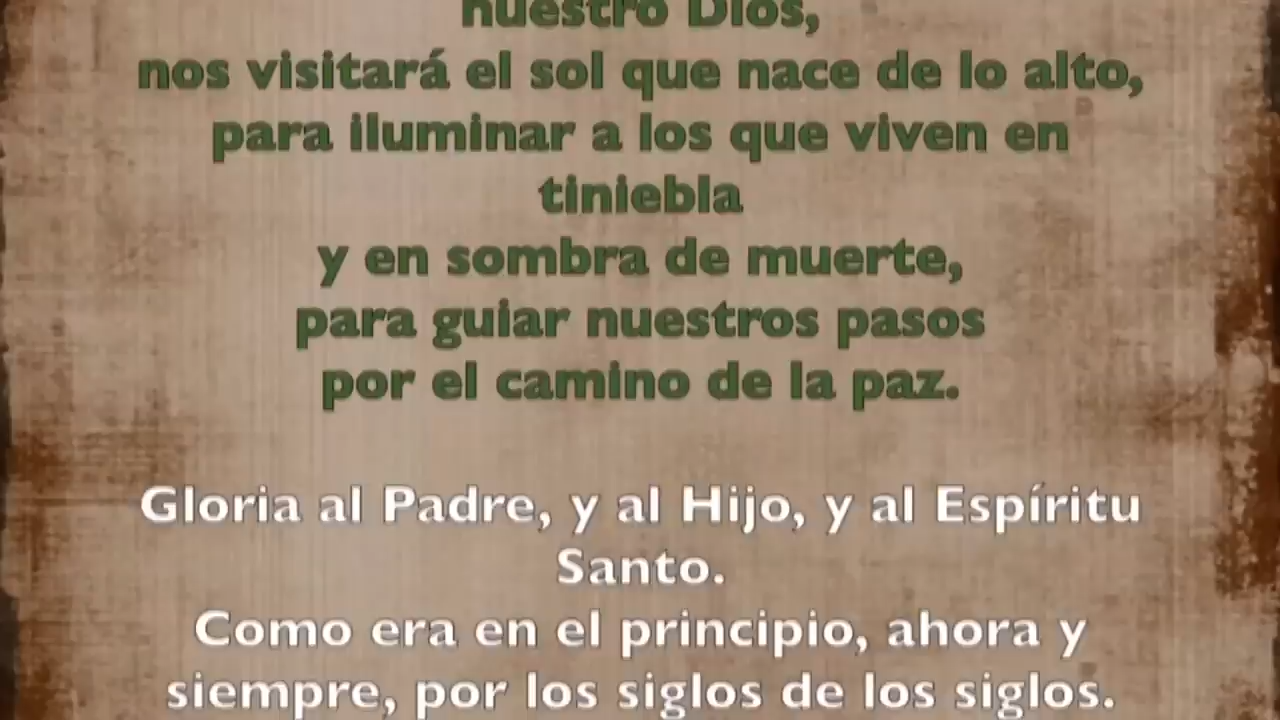 nuestro Dios,
nos visitará el sol que nace de lo alto,
para iluminar a los que viven en
tiniebla
y en sombra de muerte,
para guiar nuestros pasos
por el camino de la paz.
Gloria al Padre, y al Hijo, y al Espíritu
Santo.
Como era en el principio, ahora y
siempre, por los siglos de los siglos.